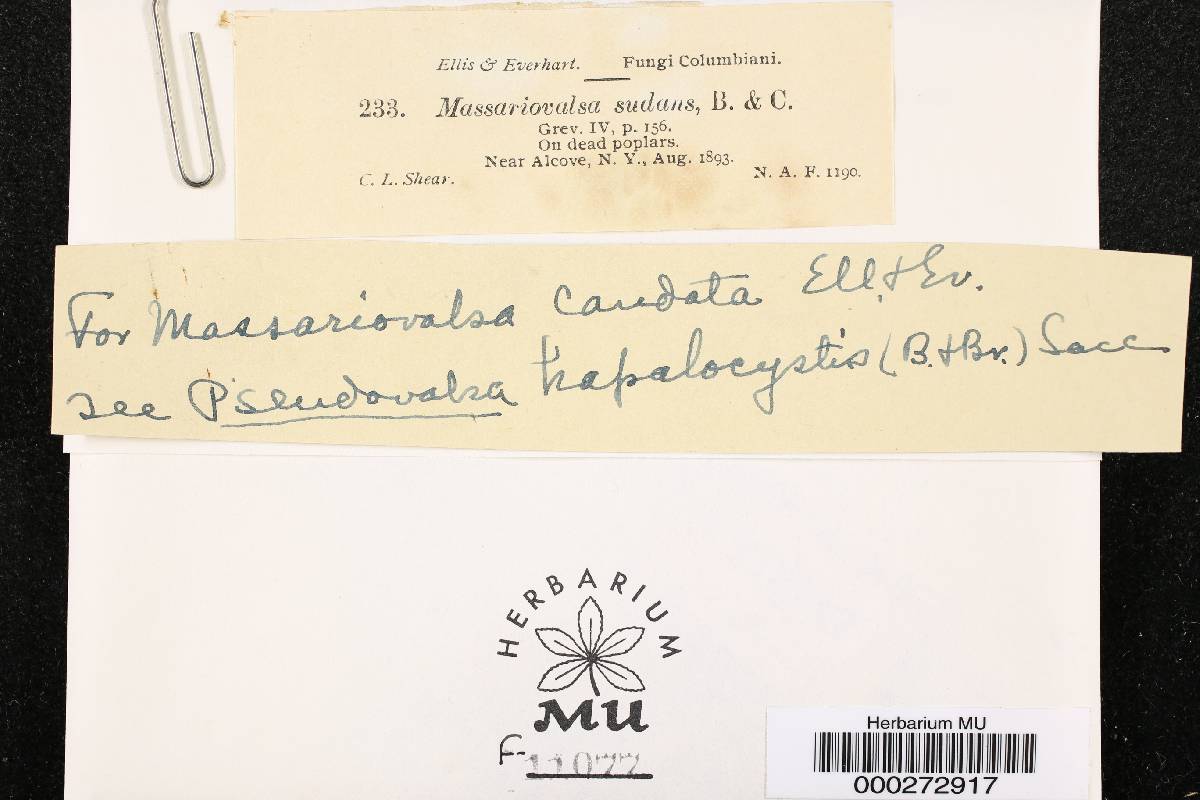 Ellis & Everhart. Fungi Columbiani.
233. Massariovalsa sudans, B. & C.
Grev. IV, p. 156.
On dead poplars.
Near Alcove, N. Y., Aug. 1893.
C. L. Shear. N. A. F. 1190.
For Massariovalsa caudata Ell. & Ev.
see Pseudovalsa hapalocystis (B. & Br.) Sacc
HERBARIUM
MU
F-11077
Herbarium MU
000272917